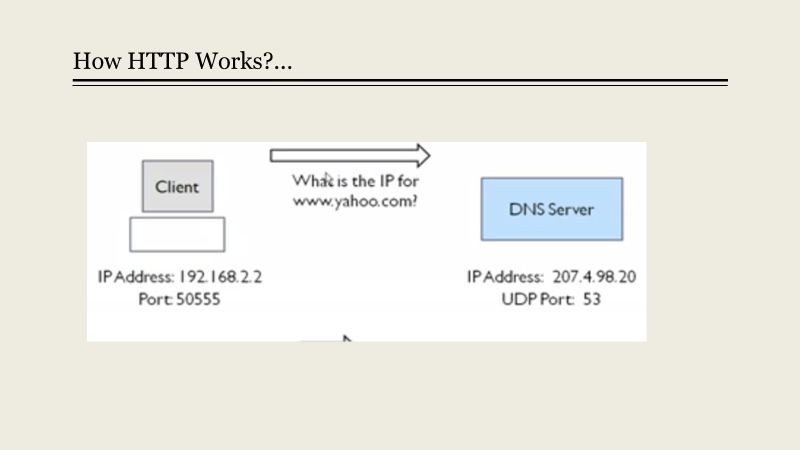 How HTTP Works?...
Client
What is the IP for
www.yahoo.com?
DNS Server
IP Address: 192.168.2.2
Port: 50555
IP Address: 207.4.98.20
UDP Port: 53